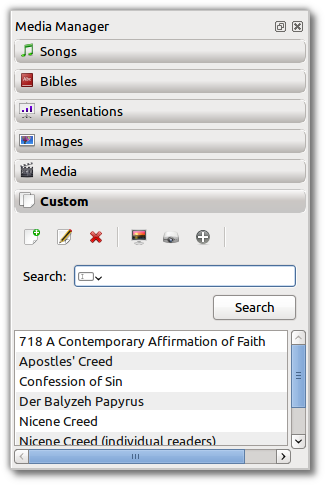 Media Manager
Songs
Bibles
Presentations
Images
Media
Custom
Search:
Search
718 A Contemporary Affirmation of Faith
Apostles' Creed
Confession of Sin
Der Balyzeh Papyrus
Nicene Creed
Nicene Creed (individual readers)